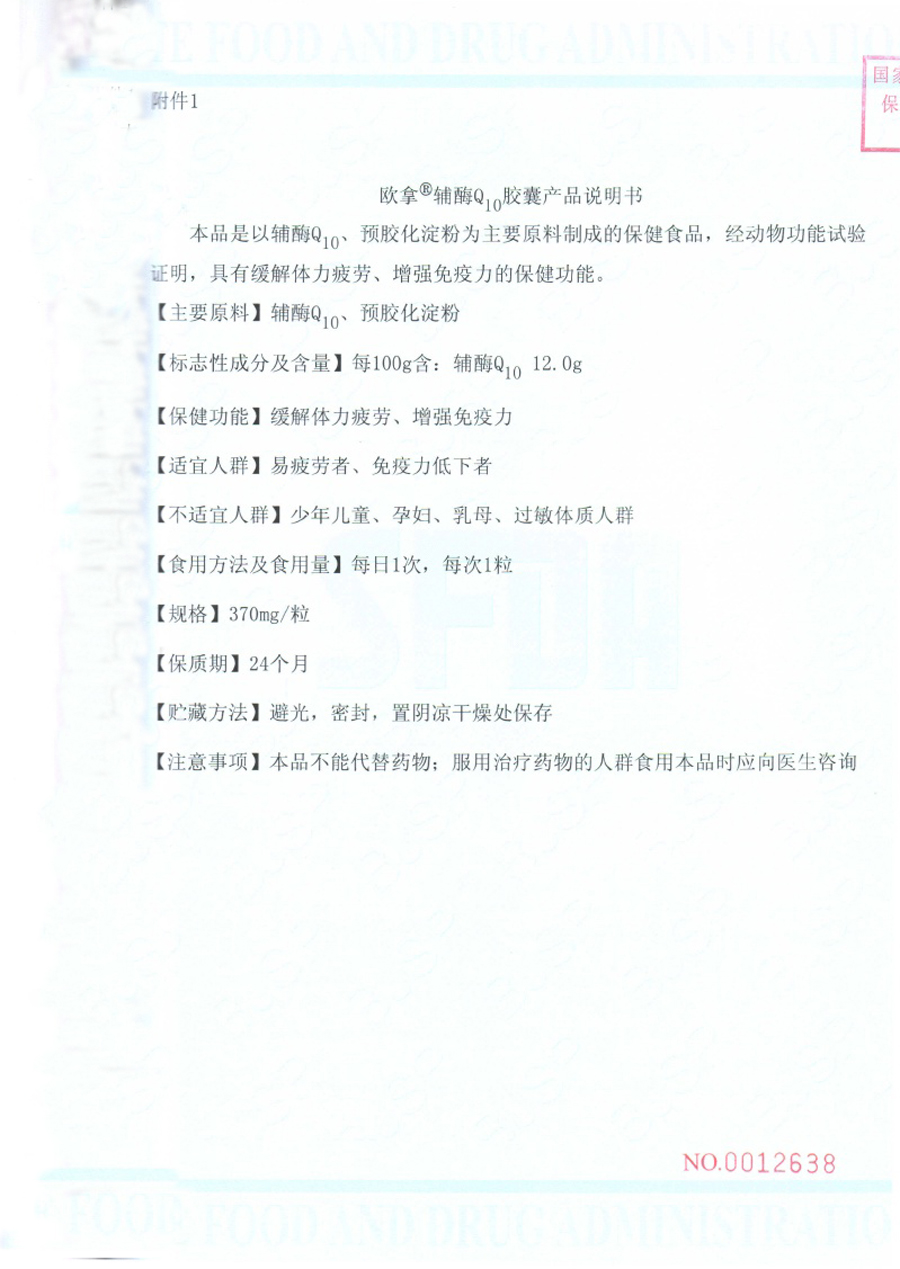 E FOOD AND DRUG ADMINISTRATIO
国家
保
附件1
欧拿®辅酶Q10胶囊产品说明书
本品是以辅酶Q10、预胶化淀粉为主要原料制成的保健食品，经动物功能试验
证明，具有缓解体力疲劳、增强免疫力的保健功能。
【主要原料】辅酶Q10、预胶化淀粉
【标志性成分及含量】每100g含：辅酶Q10 12.0g
【保健功能】缓解体力疲劳、增强免疫力
【适宜人群】易疲劳者、免疫力低下者
【不适宜人群】少年儿童、孕妇、乳母、过敏体质人群
【食用方法及食用量】每日1次，每次1粒
【规格】370mg/粒
SFDA
【保质期】24个月
【贮藏方法】避光，密封，置阴凉干燥处保存
【注意事项】本品不能代替药物；服用治疗药物的人群食用本品时应向医生咨询
NO.0012638
FOOD E FOOD AND DRUG ADMINISTRATIO